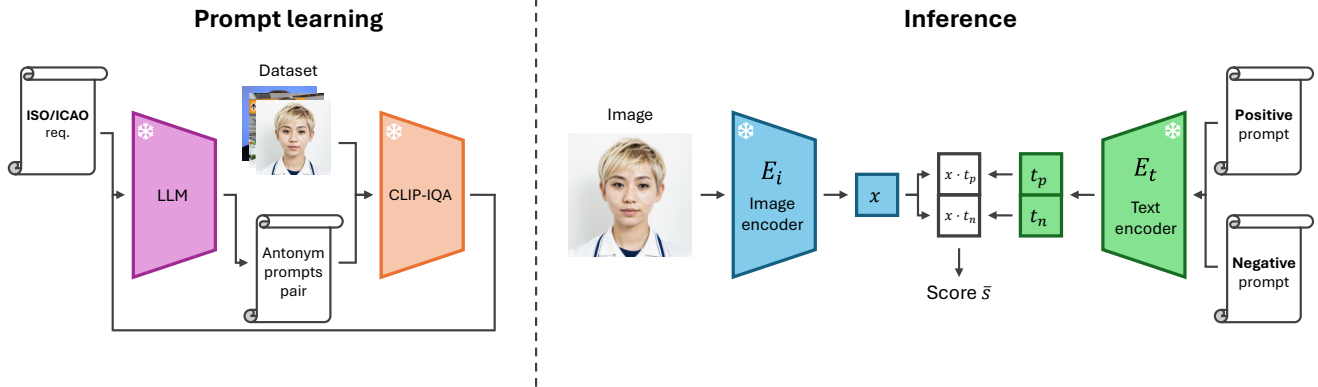 Prompt learning
Inference
ISO/ICAO
req.
Dataset
LLM
CLIP-IQA
Antonym
prompts
pair
Image
E_i
Image
encoder
x
x · t_p
x · t_n
t_p
t_n
Score s̄
E_t
Text
encoder
Positive
prompt
Negative
prompt